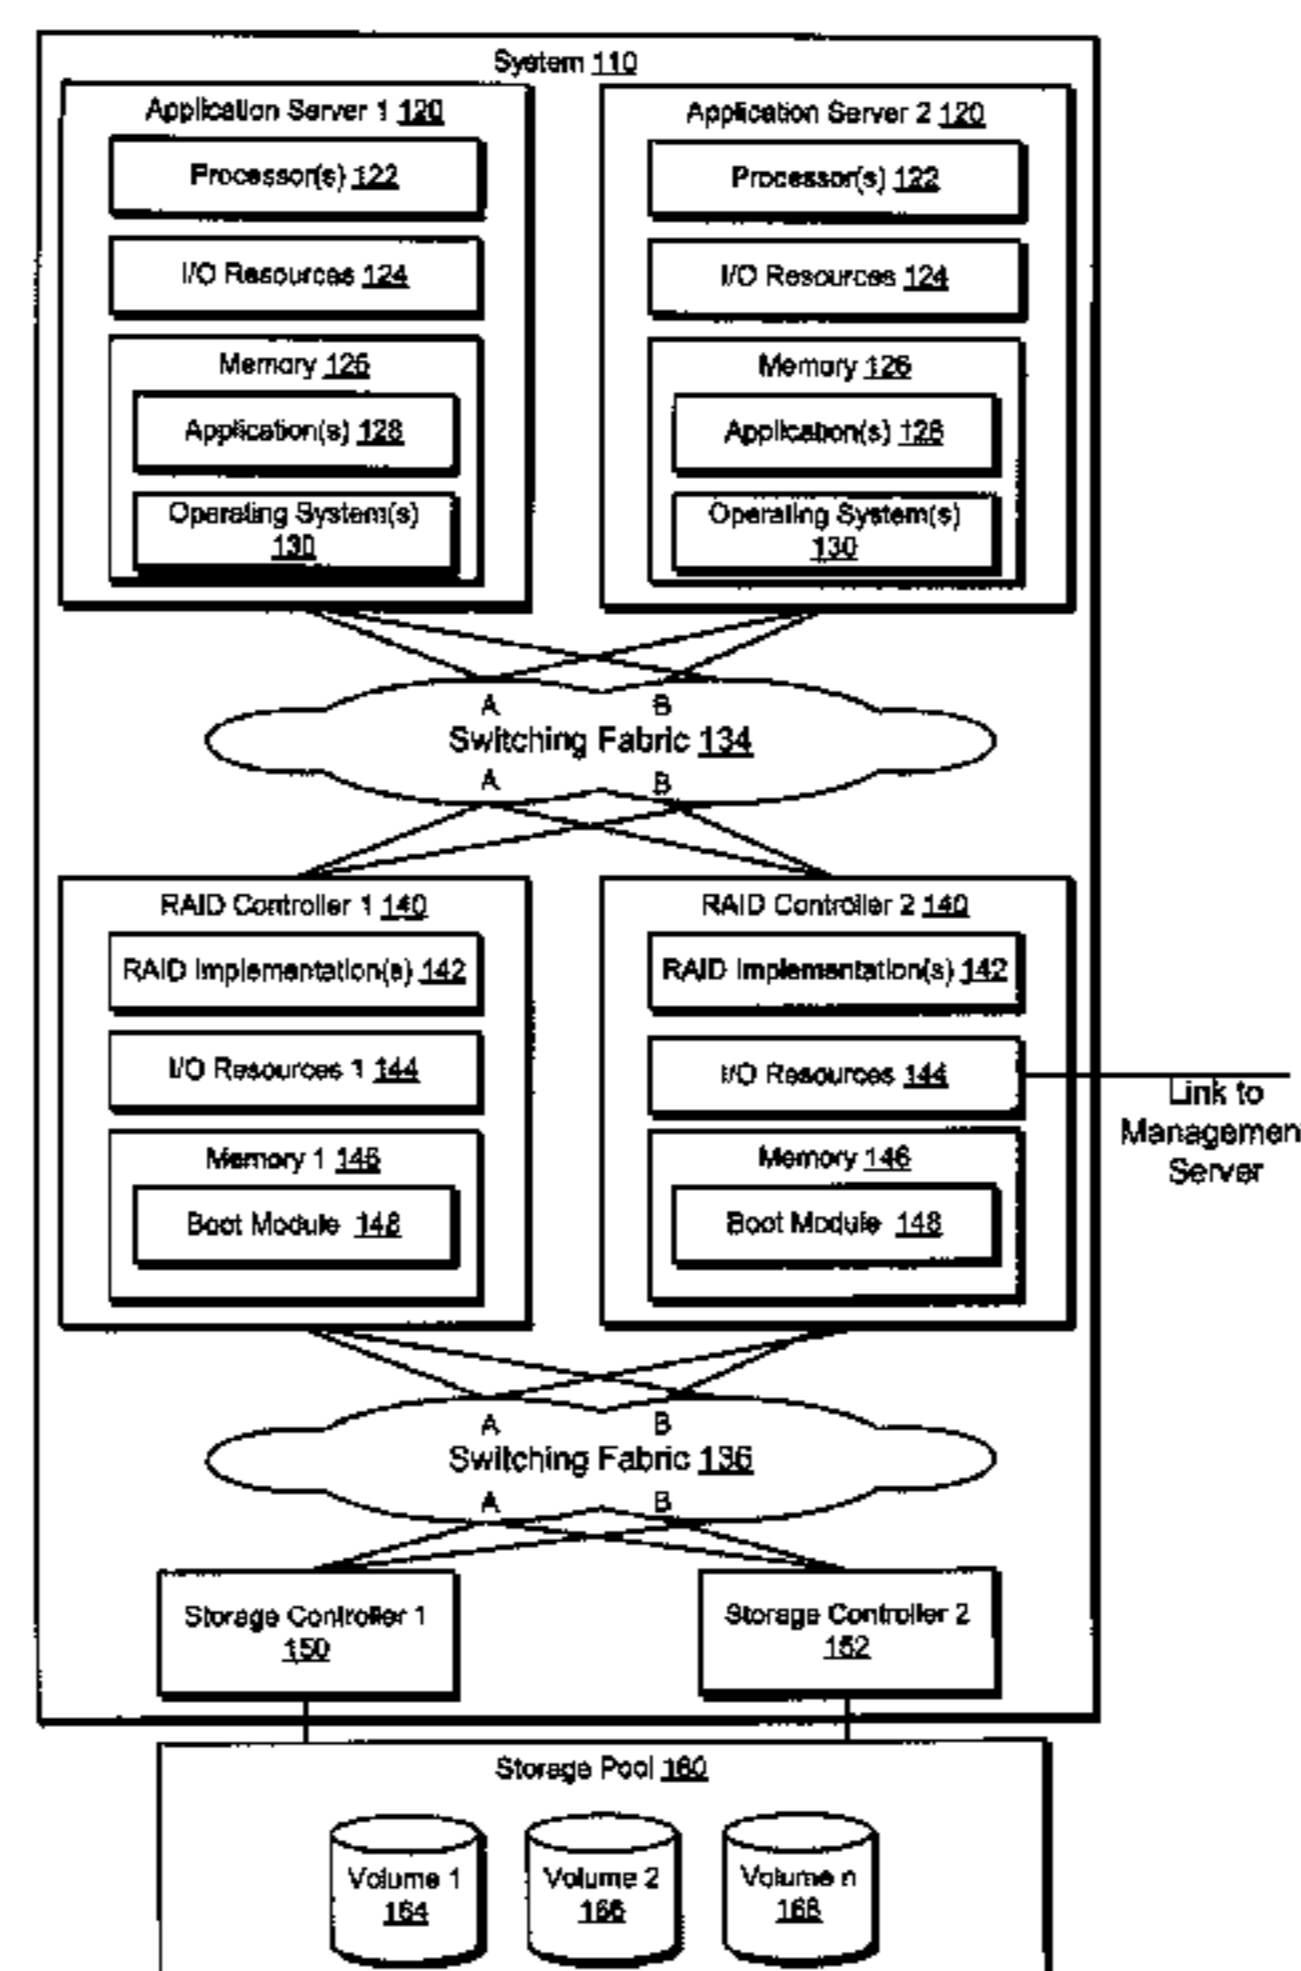 System 110
Application Server 1 120
Processor(s) 122
I/O Resources 124
Memory 126
Application(s) 128
Operating System(s)
130
Application Server 2 120
Processor(s) 122
I/O Resources 124
Memory 126
Application(s) 128
Operating System(s)
130
A B
Switching Fabric 134
A B
RAID Controller 1 140
RAID Implementation(s) 142
I/O Resources 1 144
Memory 1 146
Boot Module 148
RAID Controller 2 140
RAID Implementation(s) 142
I/O Resources 144
Memory 146
Boot Module 148
Link to
Managemen
Server
A B
Switching Fabric 136
A B
Storage Controller 1
150
Storage Controller 2
152
Storage Pool 160
Volume 1
164
Volume 2
166
Volume n
168